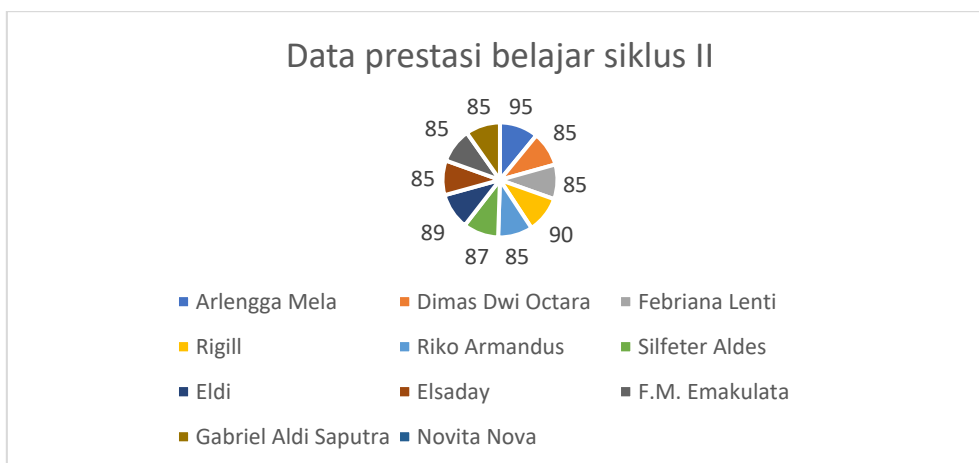 Data prestasi belajar siklus II
85 95
85 85
85 85
89 90
87 85
Arlengga Mela Dimas Dwi Octara Febriana Lenti
Rigill Riko Armandus Silfeter Aldes
Eldi Elsaday F.M. Emakulata
Gabriel Aldi Saputra Novita Nova